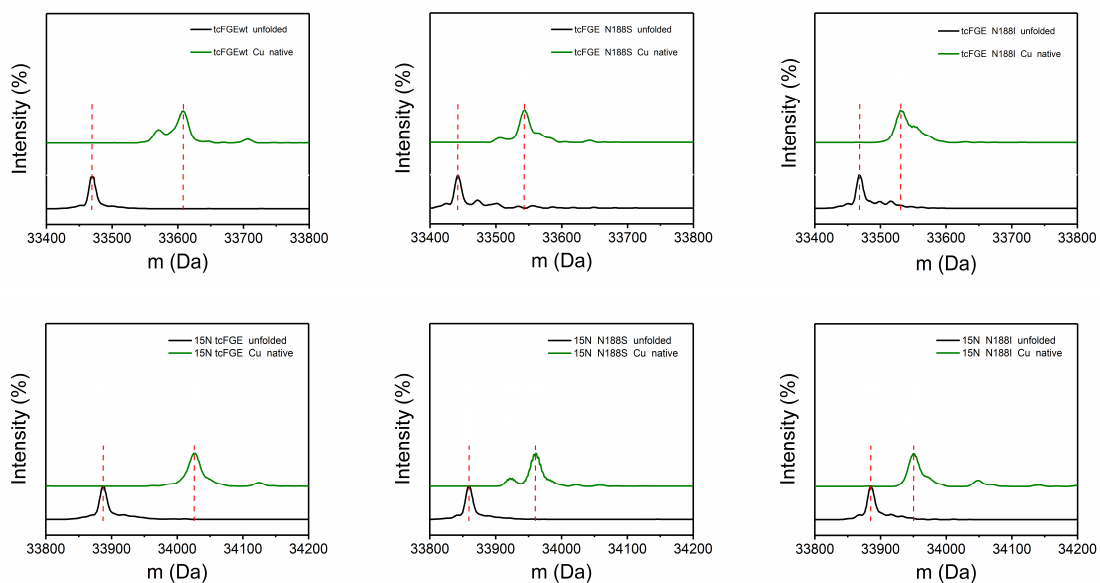 tcFGEwt unfolded
tcFGEwt Cu native
Intensity (%)
33400 33500 33600 33700 33800
m (Da)
tcFGE N188S unfolded
tcFGE N188S Cu native
Intensity (%)
33400 33500 33600 33700 33800
m (Da)
tcFGE N188I unfolded
tcFGE N188I Cu native
Intensity (%)
33400 33500 33600 33700 33800
m (Da)
15N tcFGE unfolded
15N tcFGE Cu native
Intensity (%)
33800 33900 34000 34100 34200
m (Da)
15N N188S unfolded
15N N188S Cu native
Intensity (%)
33800 33900 34000 34100 34200
m (Da)
15N N188I unfolded
15N N188I Cu native
Intensity (%)
33800 33900 34000 34100 34200
m (Da)